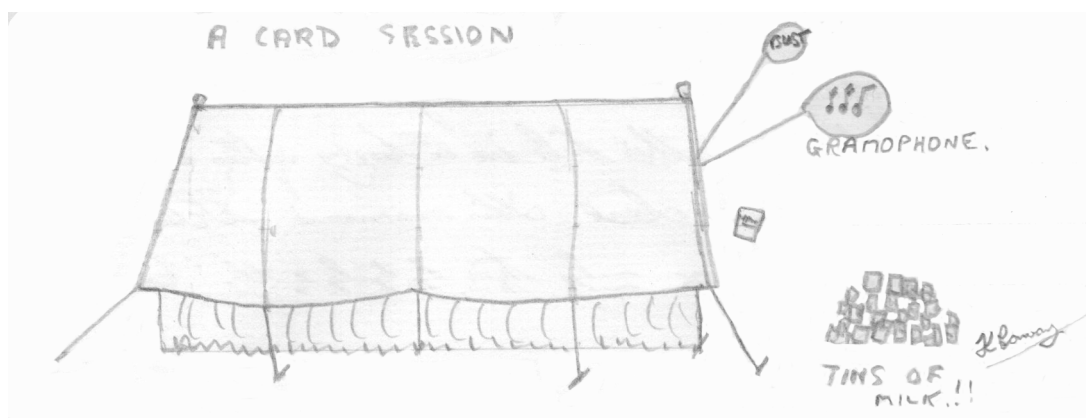 A CARD SESSION
BUST
GRAMOPHONE.
TINS OF
MILK.!!